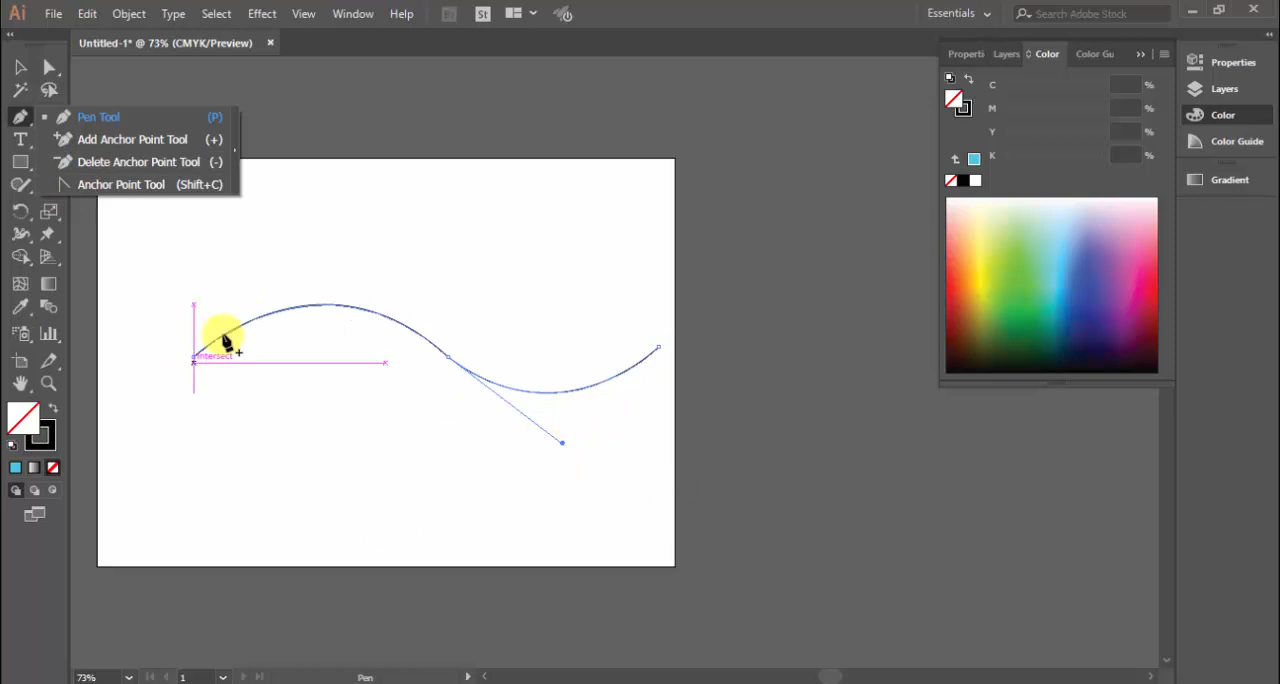 Ai File Edit Object Type Select Effect View Window Help Br St Essentials Search Adobe Stock
Untitled-1* @ 73% (CMYK/Preview) ×
Properti Layers Color Color Gu
Pen Tool (P)
Add Anchor Point Tool (+)
Delete Anchor Point Tool (-)
Anchor Point Tool (Shift+C)
C %
M %
Y %
K %
Properties
Layers
Color
Color Guide
Gradient
intersect
73% 1 Pen